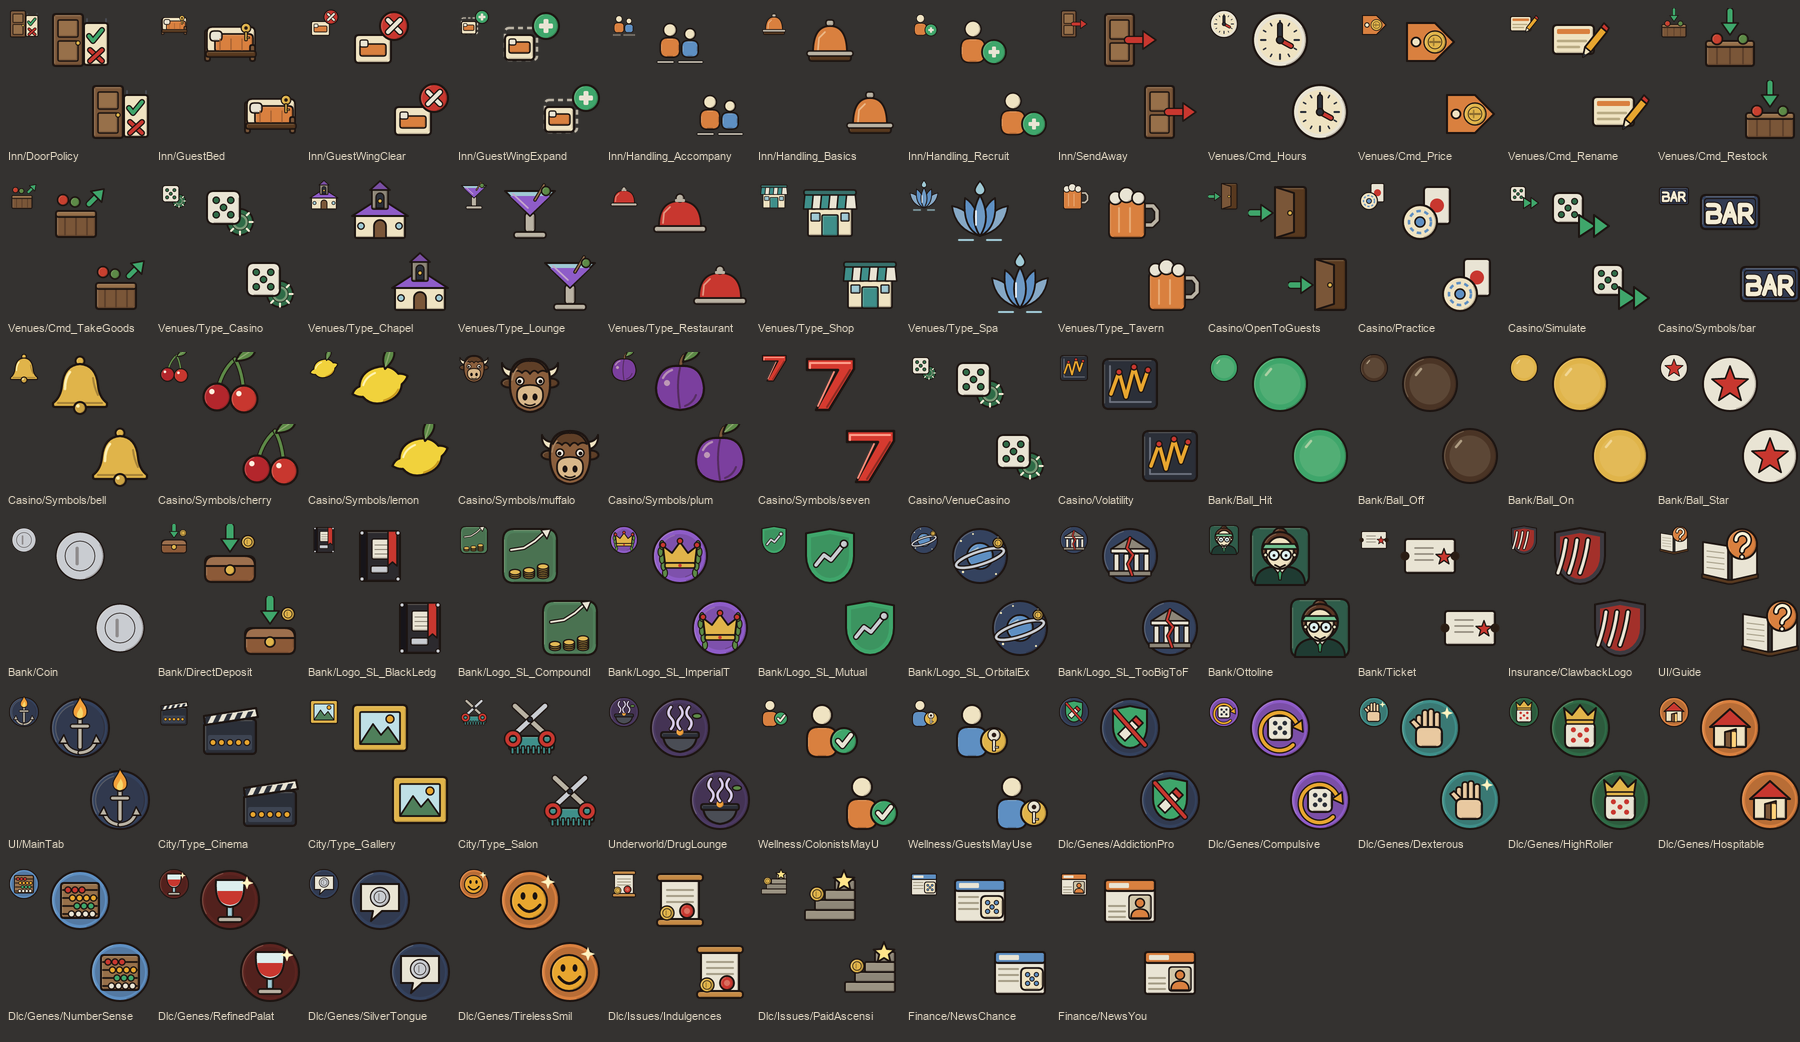 Inn/DoorPolicy Inn/GuestBed Inn/GuestWingClear Inn/GuestWingExpand Inn/Handling_Accompany Inn/Handling_Basics Inn/Handling_Recruit Inn/SendAway Venues/Cmd_Hours Venues/Cmd_Price Venues/Cmd_Rename Venues/Cmd_Restock
BAR BAR
BAR
Venues/Cmd_TakeGoods Venues/Type_Casino Venues/Type_Chapel Venues/Type_Lounge Venues/Type_Restaurant Venues/Type_Shop Venues/Type_Spa Venues/Type_Tavern Casino/OpenToGuests Casino/Practice Casino/Simulate Casino/Symbols/bar
7 7
7
Casino/Symbols/bell Casino/Symbols/cherry Casino/Symbols/lemon Casino/Symbols/muffalo Casino/Symbols/plum Casino/Symbols/seven Casino/VenueCasino Casino/Volatility Bank/Ball_Hit Bank/Ball_Off Bank/Ball_On Bank/Ball_Star
? ?
?
Bank/Coin Bank/DirectDeposit Bank/Logo_SL_BlackLedg Bank/Logo_SL_CompoundI Bank/Logo_SL_ImperialT Bank/Logo_SL_Mutual Bank/Logo_SL_OrbitalEx Bank/Logo_SL_TooBigToF Bank/Ottoline Bank/Ticket Insurance/ClawbackLogo UI/Guide
UI/MainTab City/Type_Cinema City/Type_Gallery City/Type_Salon Underworld/DrugLounge Wellness/ColonistsMayU Wellness/GuestsMayUse Dlc/Genes/AddictionPro Dlc/Genes/Compulsive Dlc/Genes/Dexterous Dlc/Genes/HighRoller Dlc/Genes/Hospitable
Dlc/Genes/NumberSense Dlc/Genes/RefinedPalat Dlc/Genes/SilverTongue Dlc/Genes/TirelessSmil Dlc/Issues/Indulgences Dlc/Issues/PaidAscensi Finance/NewsChance Finance/NewsYou